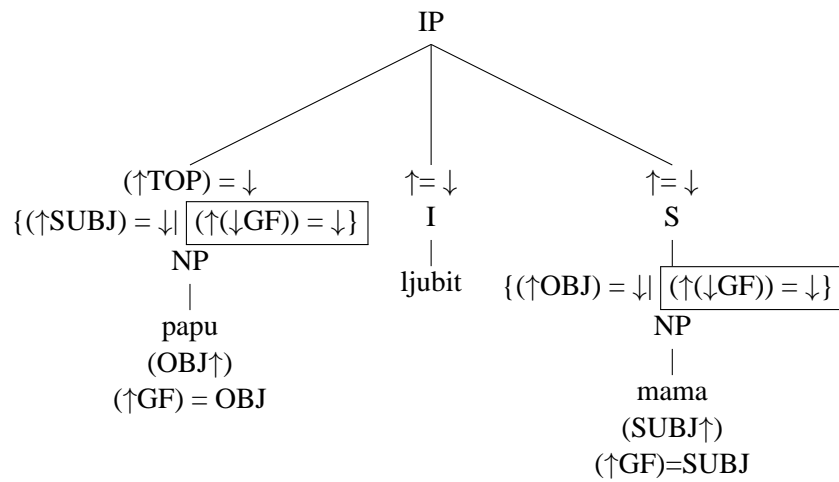 IP
(↑TOP) = ↓
{(↑SUBJ) = ↓| (↑(↓GF)) = ↓}
NP
papu
(OBJ↑)
(↑GF) = OBJ
↑= ↓
I
ljubit
↑= ↓
S
{(↑OBJ) = ↓| (↑(↓GF)) = ↓}
NP
mama
(SUBJ↑)
(↑GF)=SUBJ